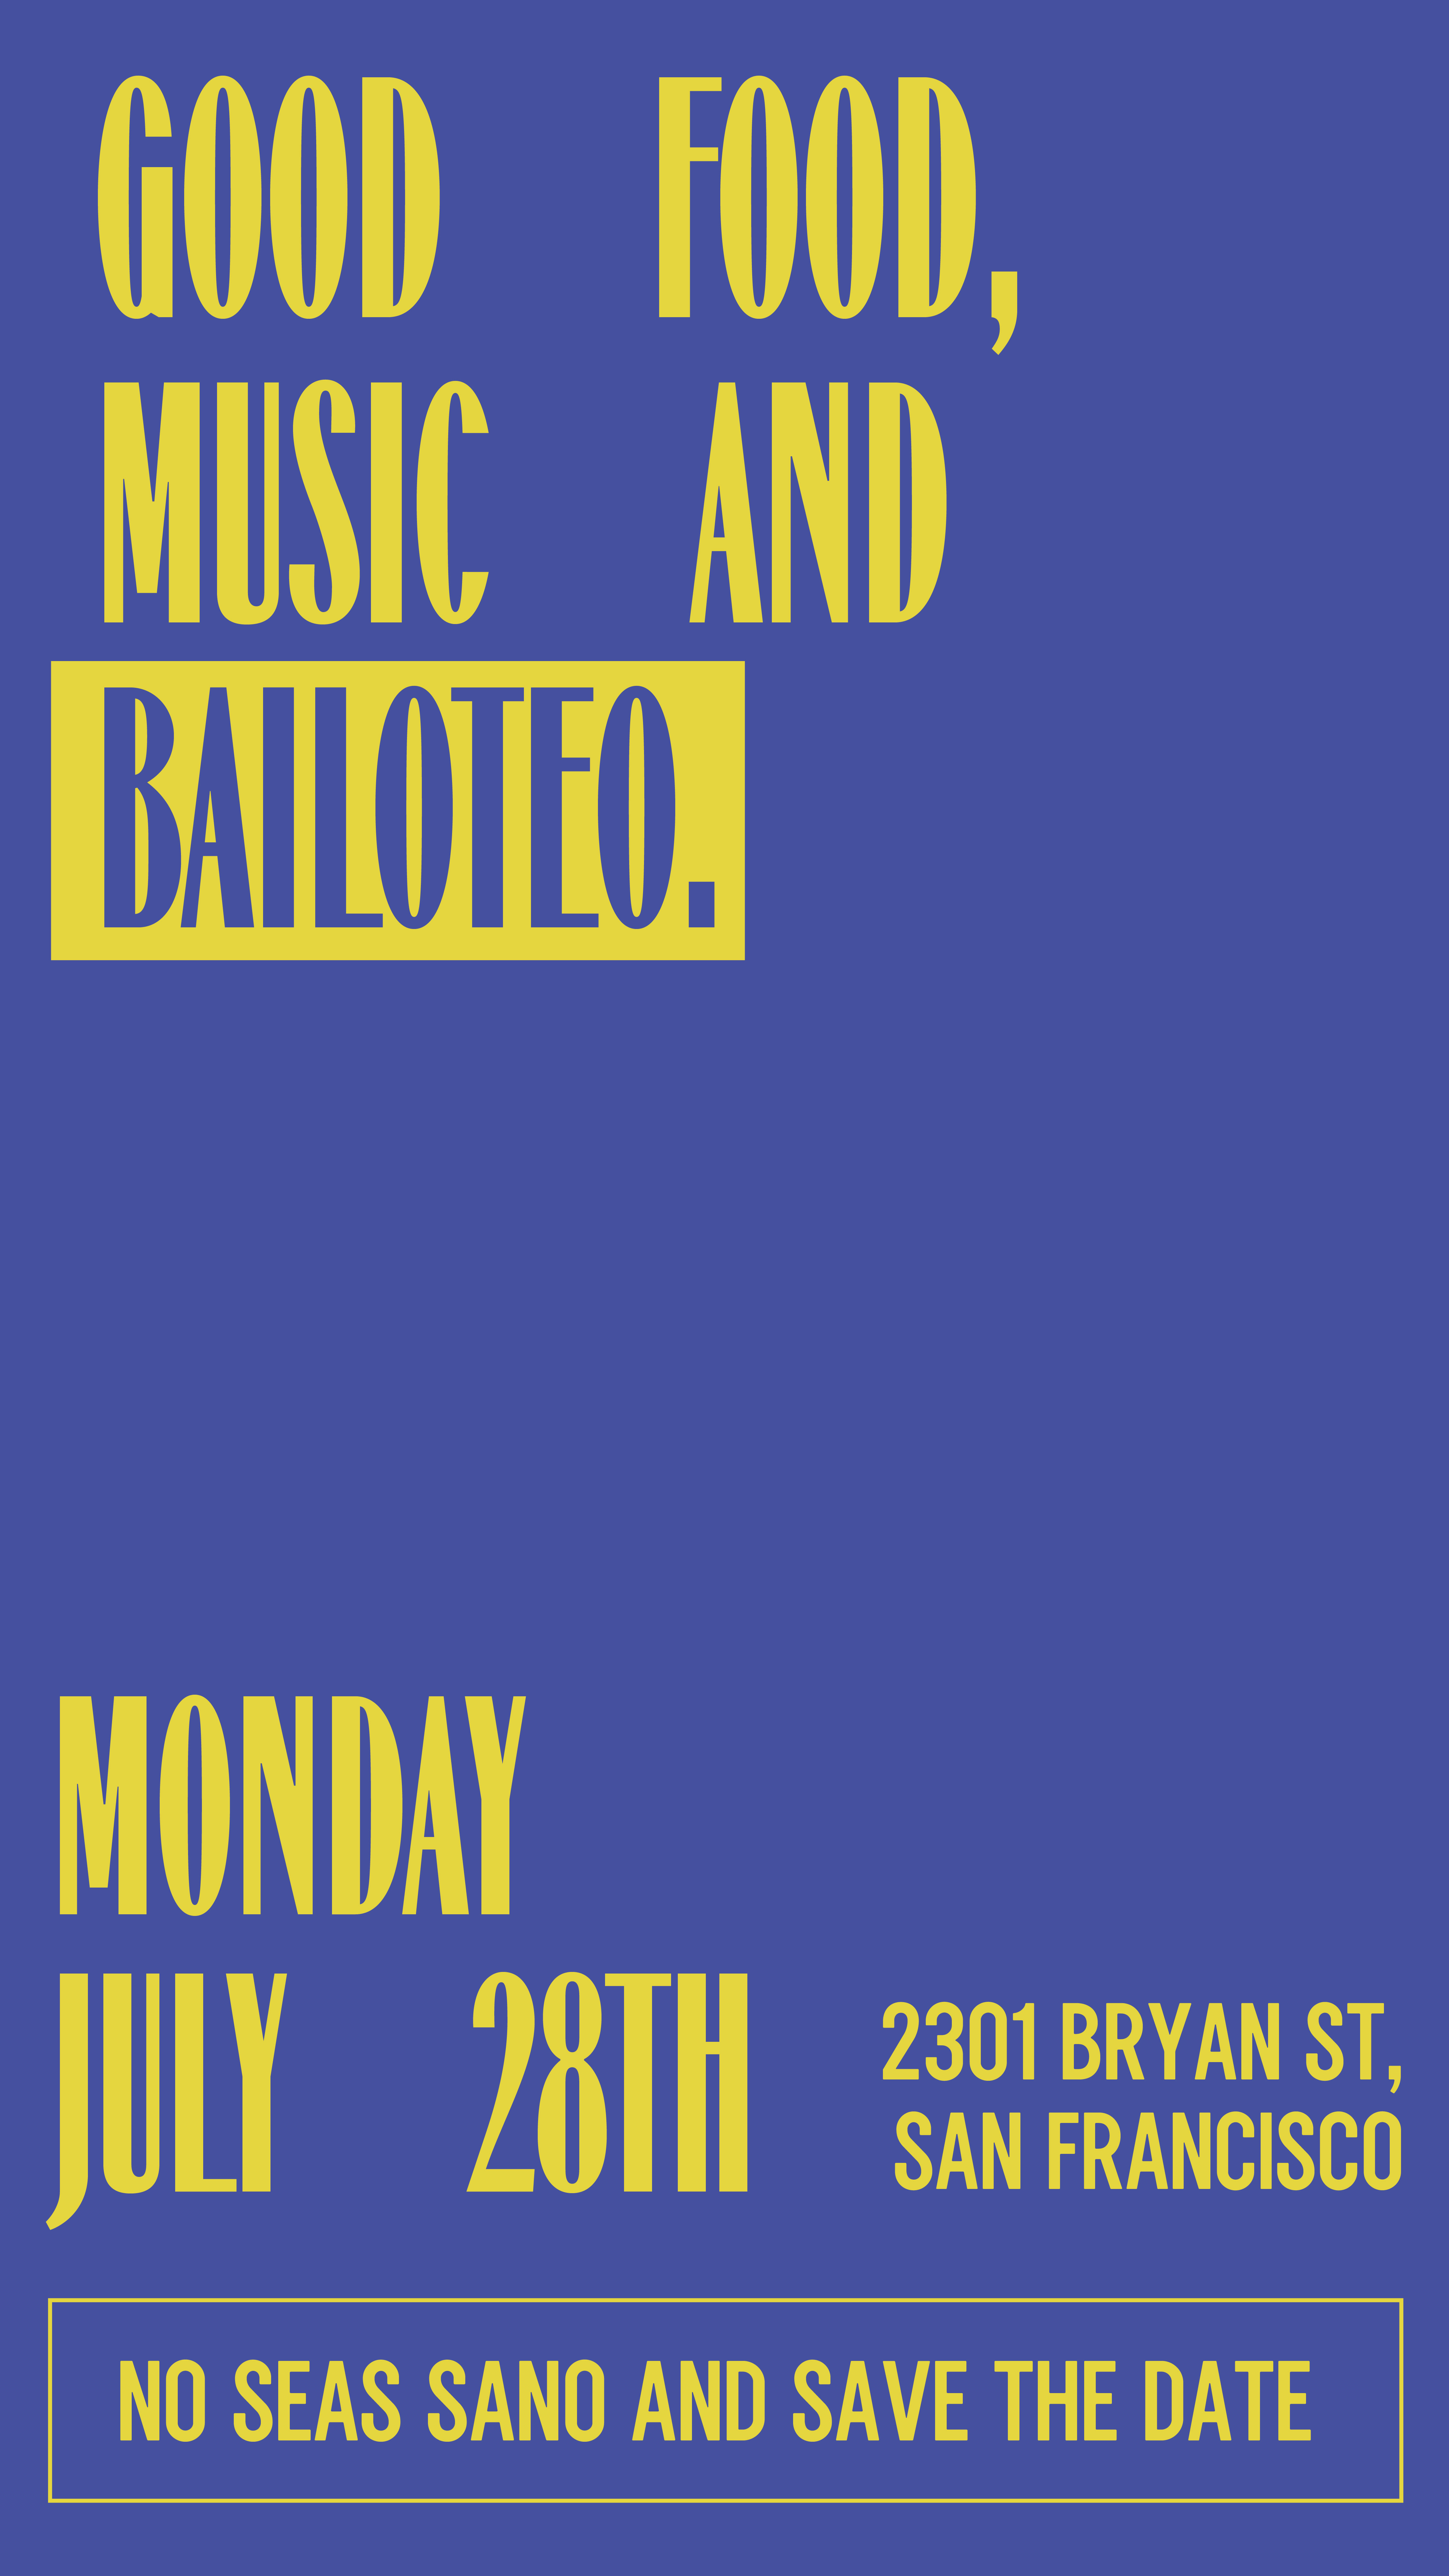 GOOD FOOD,
MUSIC AND
BAILOTEO.
MONDAY
JULY 28TH
2301 BRYAN ST,
SAN FRANCISCO
NO SEAS SANO AND SAVE THE DATE